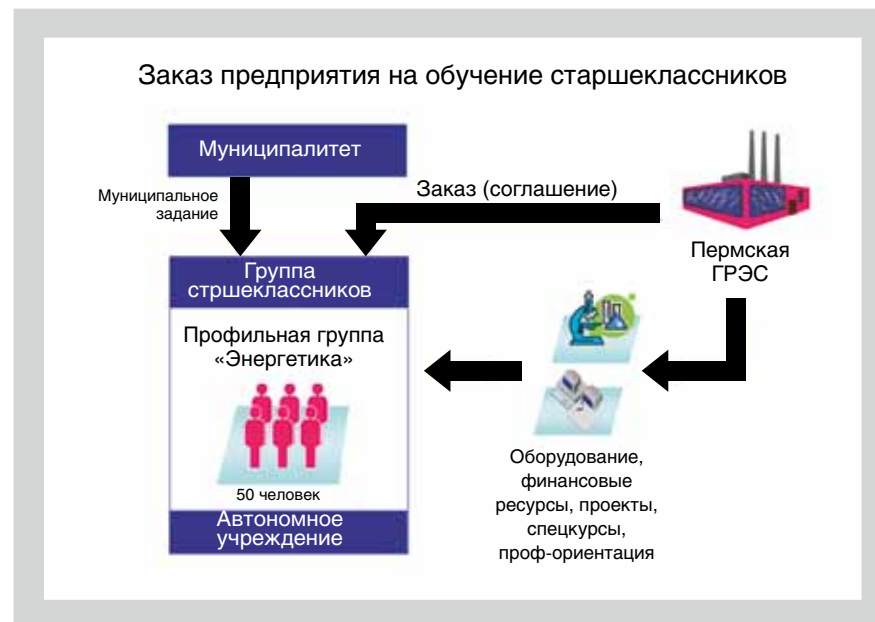 Заказ предприятия на обучение старшеклассников
Муниципалитет
Муниципальное
задание
Заказ (соглашение)
Пермская
ГРЭС
Группа
стршеклассников
Профильная группа
«Энергетика»
50 человек
Автономное
учреждение
Оборудование,
финансовые
ресурсы, проекты,
спецкурсы,
проф-ориентация